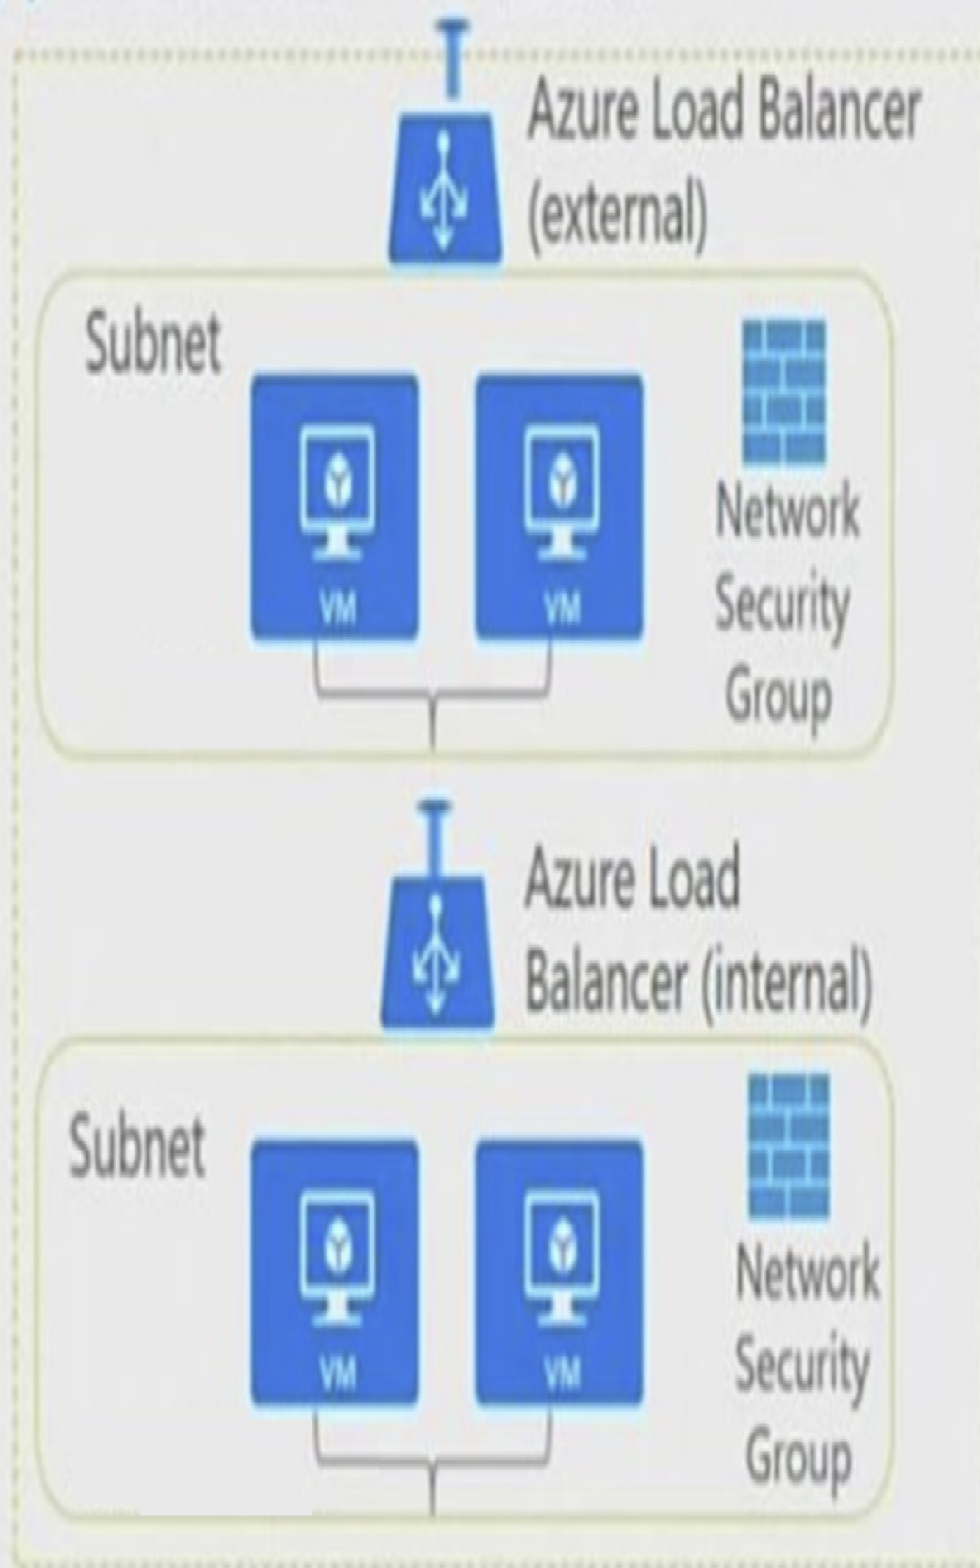 Azure Load Balancer
(external)
Subnet
VM
VM
Network
Security
Group
Azure Load
Balancer (internal)
Subnet
VM
VM
Network
Security
Group